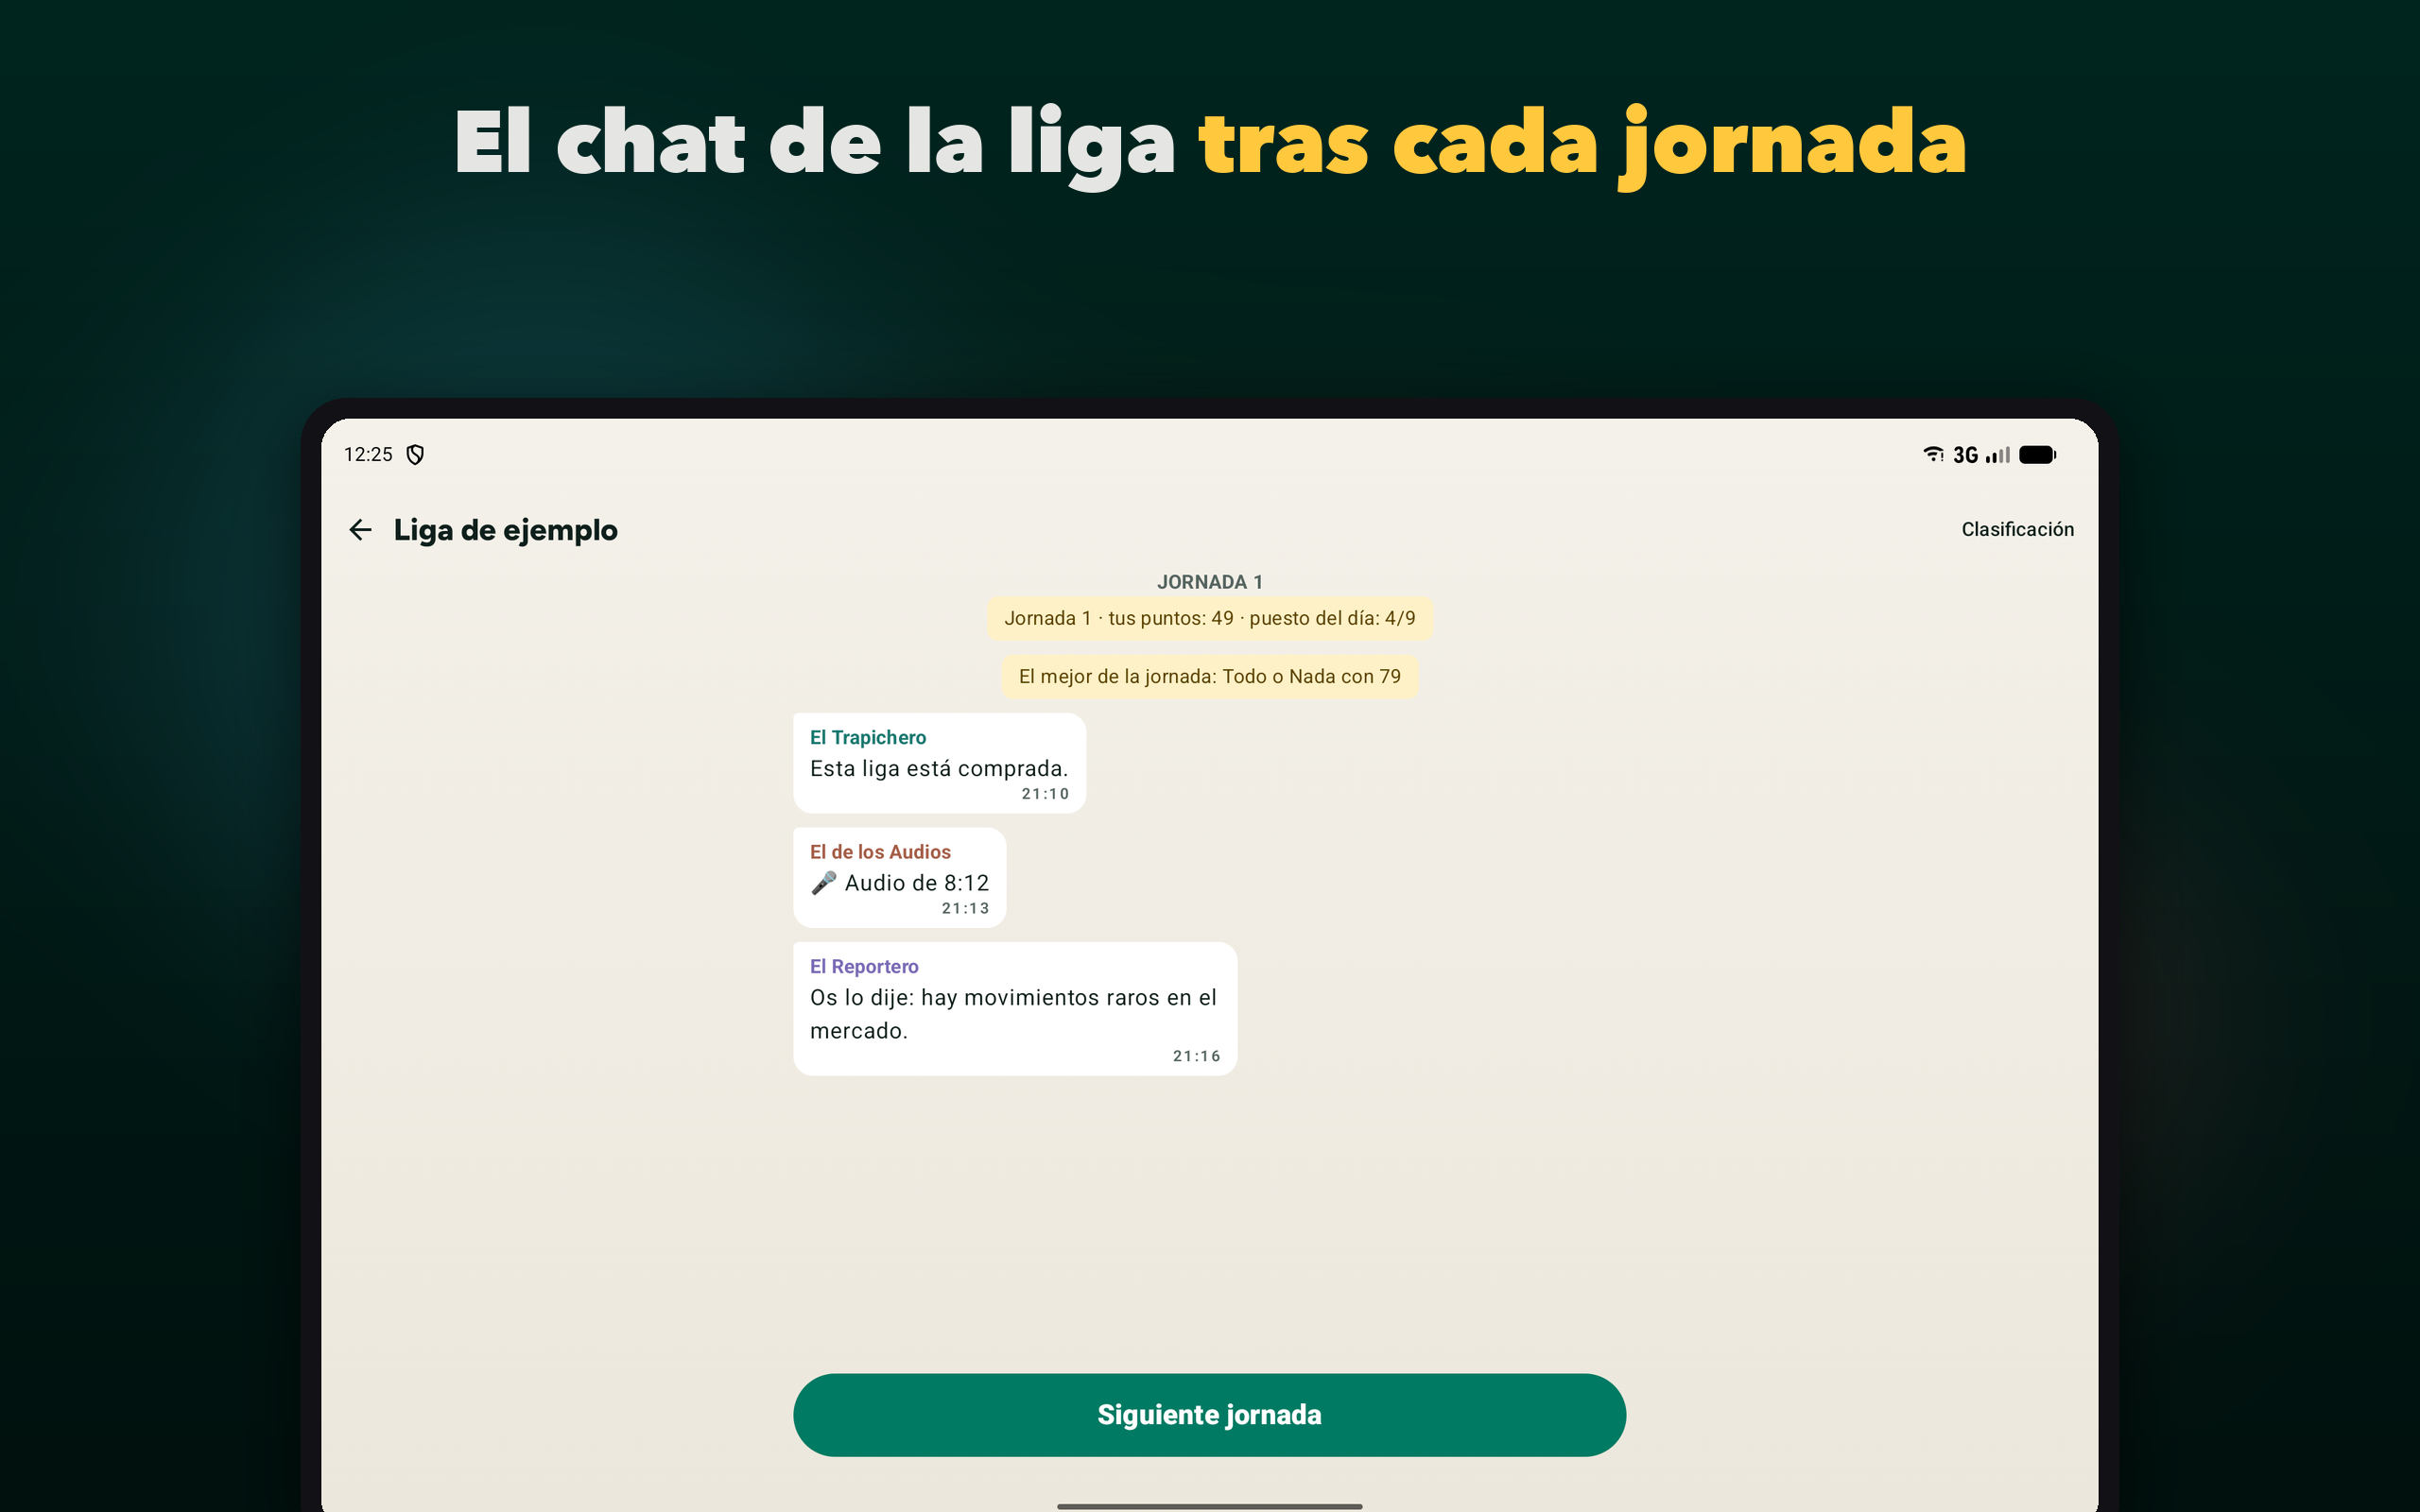 El chat de la liga tras cada jornada
12:25
3G
Liga de ejemplo
Clasificación
JORNADA 1
Jornada 1 · tus puntos: 49 · puesto del día: 4/9
El mejor de la jornada: Todo o Nada con 79
El Trapichero
Esta liga está comprada.
21:10
El de los Audios
🎤 Audio de 8:12
21:13
El Reportero
Os lo dije: hay movimientos raros en el
mercado.
21:16
Siguiente jornada